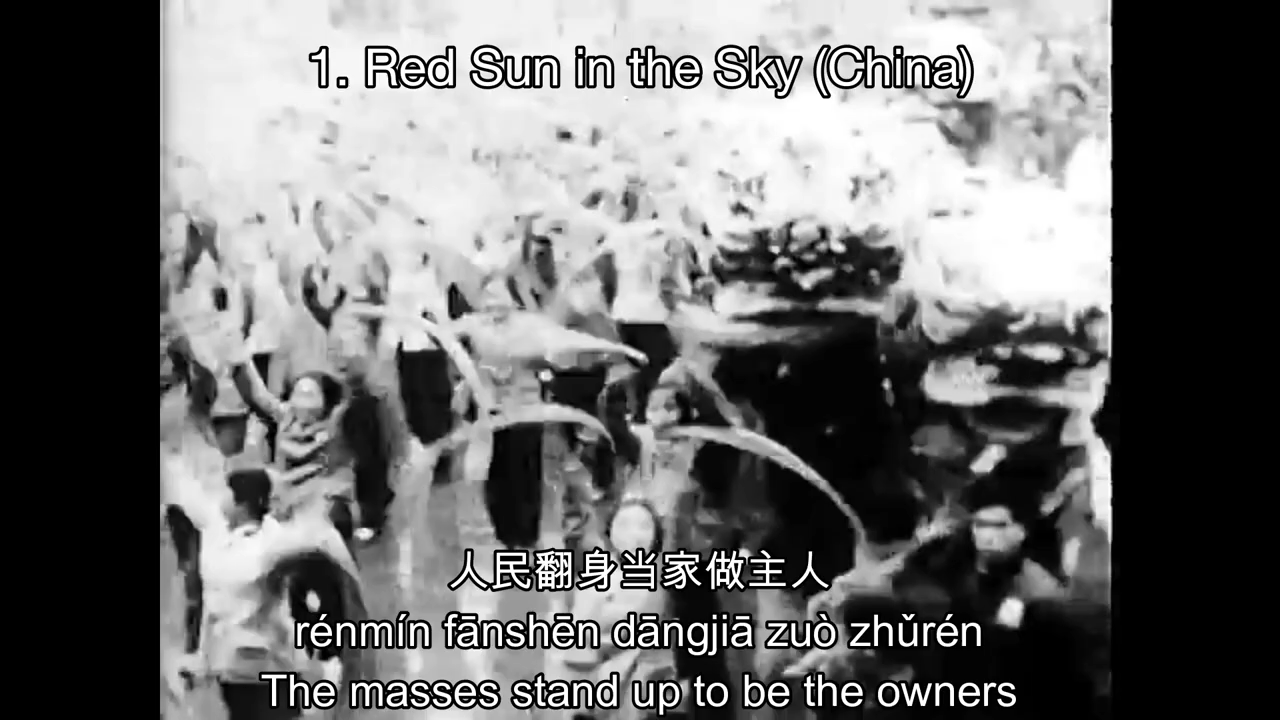 1. Red Sun in the Sky (China)
人民翻身当家做主人
rénmín fānshēn dāngjiā zuò zhǔrén
The masses stand up to be the owners